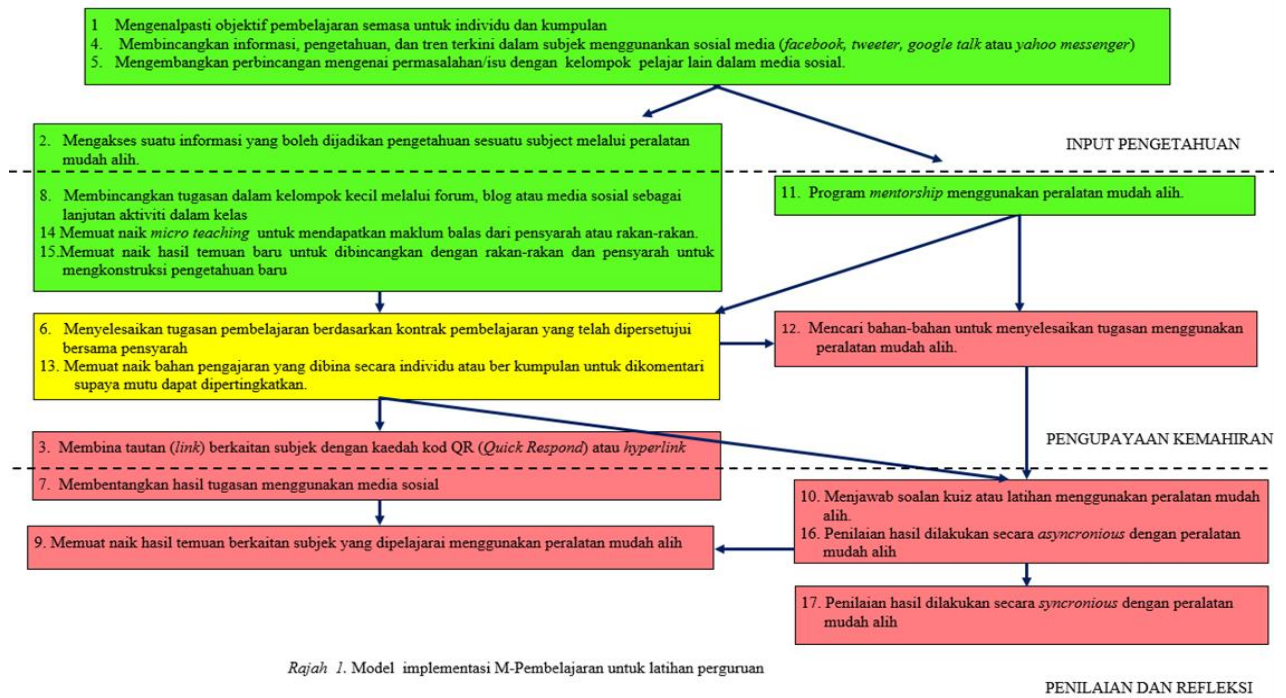 1 Mengenalpasti objektif pembelajaran semasa untuk individu dan kumpulan
4. Membincangkan informasi, pengetahuan, dan tren terkini dalam subjek menggunankan sosial media (facebook, tweeter, google talk atau yahoo messenger)
5. Mengembangkan perbincangan mengenai permasalahan/isu dengan kelompok pelajar lain dalam media sosial.
2. Mengakses suatu informasi yang boleh dijadikan pengetahuan sesuatu subject melalui peralatan
mudah alih.
INPUT PENGETAHUAN
8. Membincangkan tugasan dalam kelompok kecil melalui forum, blog atau media sosial sebagai
lanjutan aktiviti dalam kelas
14 Memuat naik micro teaching untuk mendapatkan maklum balas dari pensyarah atau rakan-rakan.
15.Memuat naik hasil temuan baru untuk dibincangkan dengan rakan-rakan dan pensyarah untuk
mengkonstruksi pengetahuan baru
11. Program mentorship menggunakan peralatan mudah alih.
6. Menyelesaikan tugasan pembelajaran berdasarkan kontrak pembelajaran yang telah dipersetujui
bersama pensyarah
13. Memuat naik bahan pengajaran yang dibina secara individu atau ber kumpulan untuk dikomentari
supaya mutu dapat dipertingkatkan.
12. Mencari bahan-bahan untuk menyelesaikan tugasan menggunakan
peralatan mudah alih.
3. Membina tautan (link) berkaitan subjek dengan kaedah kod QR (Quick Respond) atau hyperlink
PENGUPAYAAN KEMAHIRAN
7. Membentangkan hasil tugasan menggunakan media sosial
10. Menjawab soalan kuiz atau latihan menggunakan peralatan mudah
alih.
16. Penilaian hasil dilakukan secara asyncronious dengan peralatan
mudah alih
9. Memuat naik hasil temuan berkaitan subjek yang dipelajarai menggunakan peralatan mudah alih
17. Penilaian hasil dilakukan secara syncronious dengan peralatan
mudah alih
Rajah 1. Model implementasi M-Pembelajaran untuk latihan perguruan
PENILAIAN DAN REFLEKSI